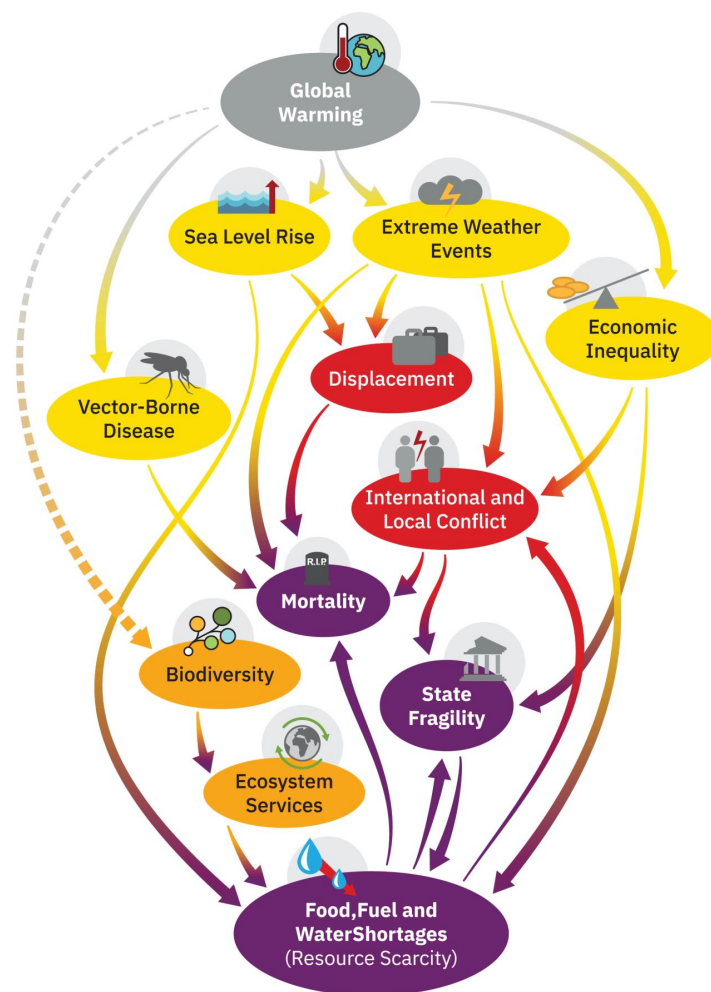 Global
Warming
Sea Level Rise
Extreme Weather
Events
Economic
Inequality
Displacement
Vector-Borne
Disease
International and
Local Conflict
R.I.P.
Mortality
Biodiversity
State
Fragility
Ecosystem
Services
Food,Fuel and
WaterShortages
(Resource Scarcity)